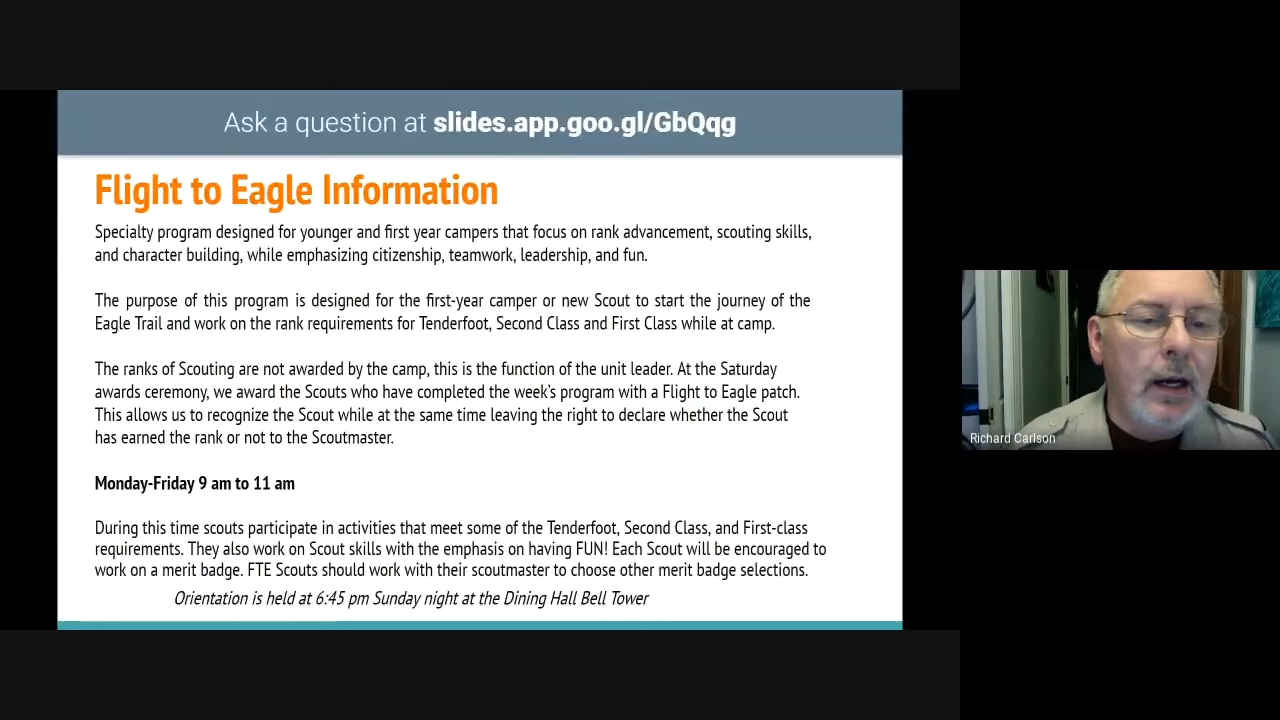 Ask a question at slides.app.goo.gl/GbQqg
Flight to Eagle Information
Specialty program designed for younger and first year campers that focus on rank advancement, scouting skills,
and character building, while emphasizing citizenship, teamwork, leadership, and fun.
The purpose of this program is designed for the first-year camper or new Scout to start the journey of the
Eagle Trail and work on the rank requirements for Tenderfoot, Second Class and First Class while at camp.
The ranks of Scouting are not awarded by the camp, this is the function of the unit leader. At the Saturday
awards ceremony, we award the Scouts who have completed the week's program with a Flight to Eagle patch.
This allows us to recognize the Scout while at the same time leaving the right to declare whether the Scout
has earned the rank or not to the Scoutmaster.
Monday-Friday 9 am to 11 am
During this time scouts participate in activities that meet some of the Tenderfoot, Second Class, and First-class
requirements. They also work on Scout skills with the emphasis on having FUN! Each Scout will be encouraged to
work on a merit badge. FTE Scouts should work with their scoutmaster to choose other merit badge selections.
Orientation is held at 6:45 pm Sunday night at the Dining Hall Bell Tower
Richard Carlson